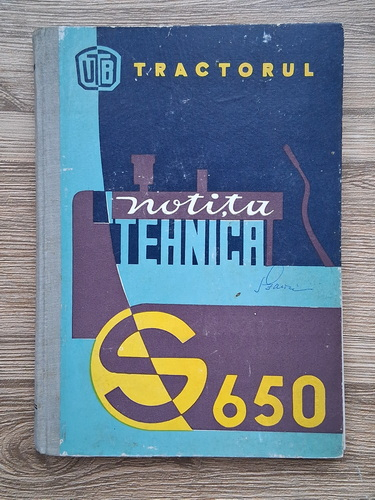 UTB TRACTORUL
notița
TEHNICA
S 650